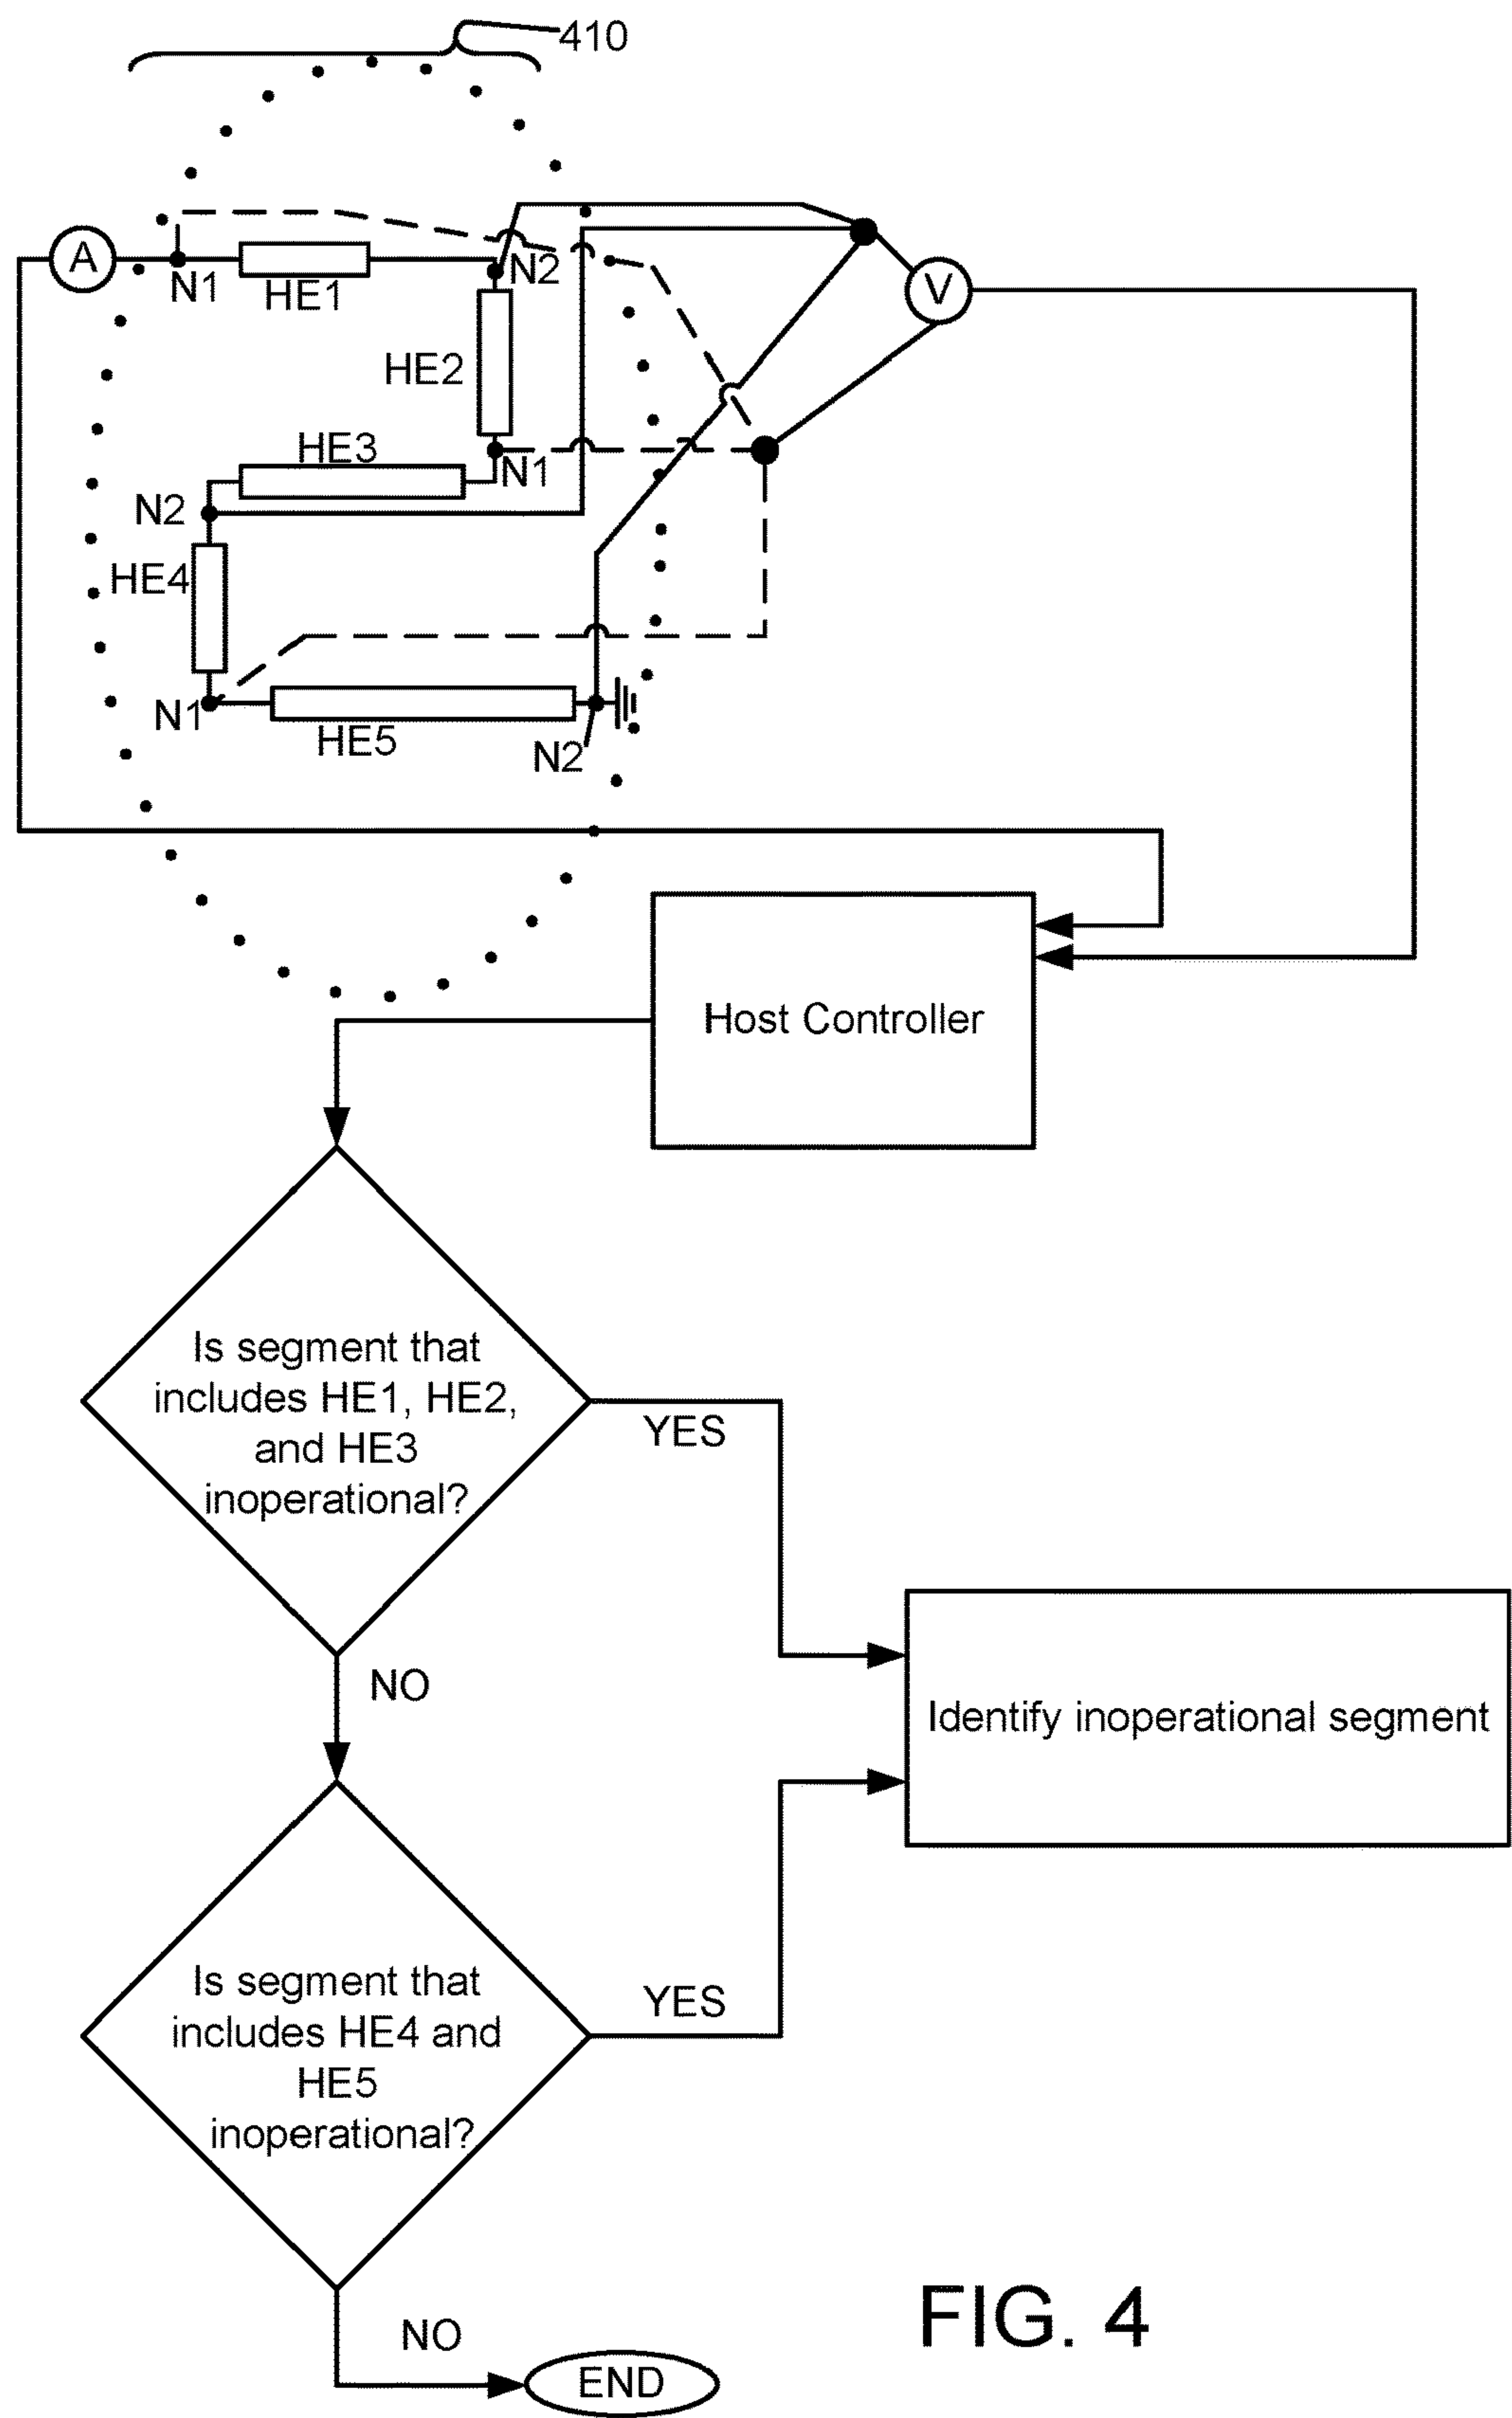 410
A
N1
HE1
N2
V
HE2
HE3
N1
N2
HE4
N1
HE5
N2
Host Controller
Is segment that
includes HE1, HE2,
and HE3
inoperational?
YES
NO
Identify inoperational segment
Is segment that
includes HE4 and
HE5
inoperational?
YES
NO
END
FIG. 4